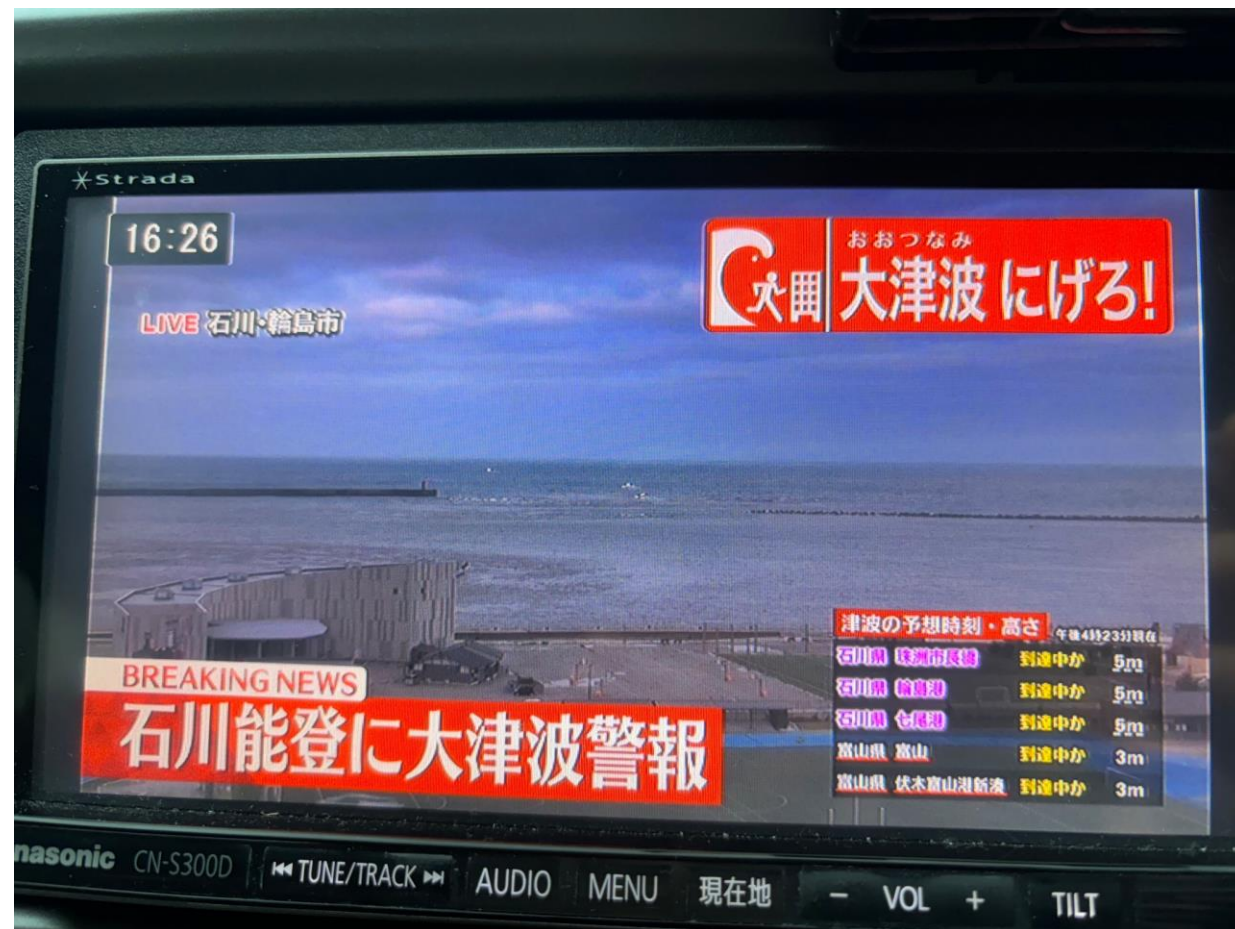 Strada
16:26
LIVE 石川・輪島市
おおつなみ
大津波 にげろ!
津波の予想時刻・高さ 午後4時23分現在
石川県 珠洲市長橋 到達中か 5m
石川県 輪島港 到達中か 5m
石川県 七尾港 到達中か 5m
富山県 富山 到達中か 3m
富山県 伏木富山港新湊 到達中か 3m
BREAKING NEWS
石川能登に大津波警報
nasonic CN-S300D TUNE/TRACK AUDIO MENU 現在地 - VOL + TILT